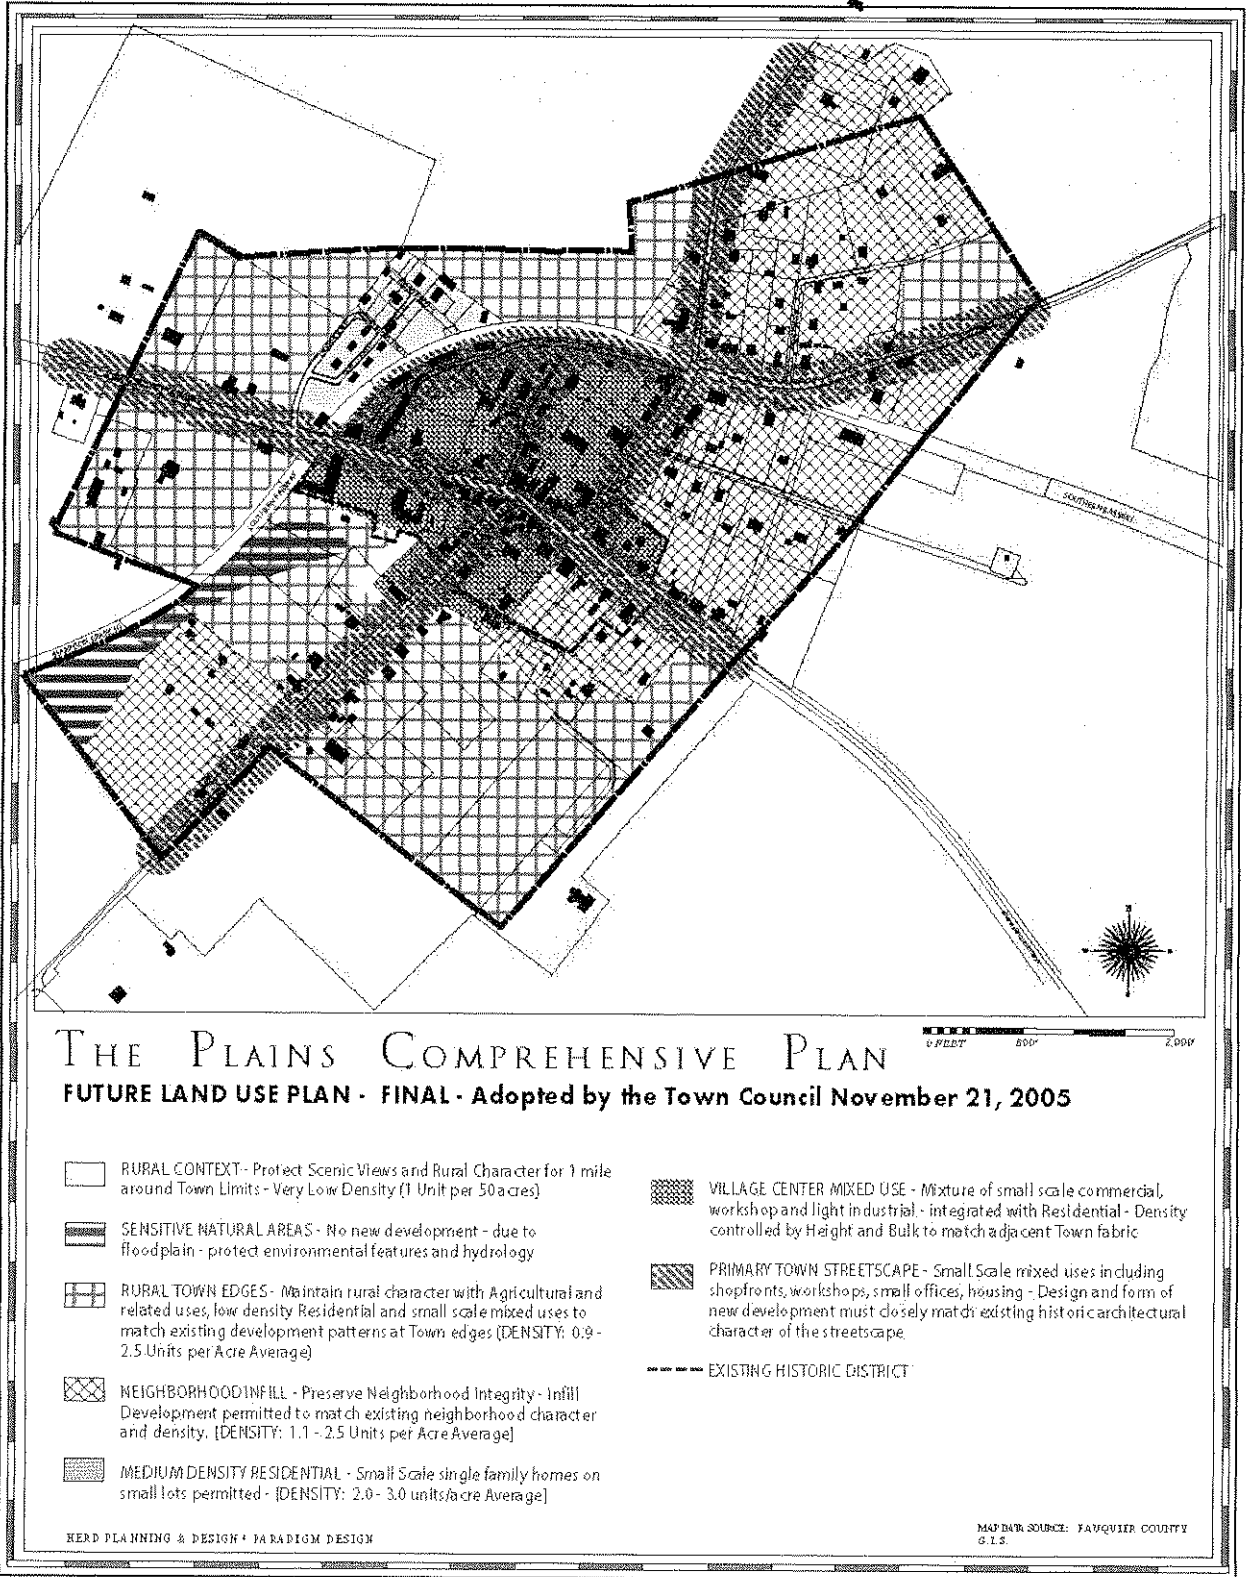 SOUTHERN RAILWAY
THE PLAINS COMPREHENSIVE PLAN
0 FEET 800' 2,000'
FUTURE LAND USE PLAN - FINAL - Adopted by the Town Council November 21, 2005
RURAL CONTEXT - Protect Scenic Views and Rural Character for 1 mile
around Town Limits - Very Low Density (1 Unit per 50 acres)
SENSITIVE NATURAL AREAS - No new development - due to
floodplain - protect environmental features and hydrology
RURAL TOWN EDGES - Maintain rural character with Agricultural and
related uses, low density Residential and small scale mixed uses to
match existing development patterns at Town edges (DENSITY: 0.9 -
2.5 Units per Acre Average)
NEIGHBORHOOD INFILL - Preserve Neighborhood Integrity - Infill
Development permitted to match existing neighborhood character
and density. [DENSITY: 1.1 - 2.5 Units per Acre Average]
MEDIUM DENSITY RESIDENTIAL - Small Scale single family homes on
small lots permitted - [DENSITY: 2.0 - 3.0 units/acre Average]
VILLAGE CENTER MIXED USE - Mixture of small scale commercial,
workshop and light industrial - integrated with Residential - Density
controlled by Height and Bulk to match adjacent Town fabric
PRIMARY TOWN STREETSCAPE - Small Scale mixed uses including
shopfronts, workshops, small offices, housing - Design and form of
new development must closely match existing historic architectural
character of the streetscape
EXISTING HISTORIC DISTRICT
HERD PLANNING & DESIGN • PARADIGM DESIGN
MAP DATA SOURCE: FAUQUIER COUNTY
G.I.S.